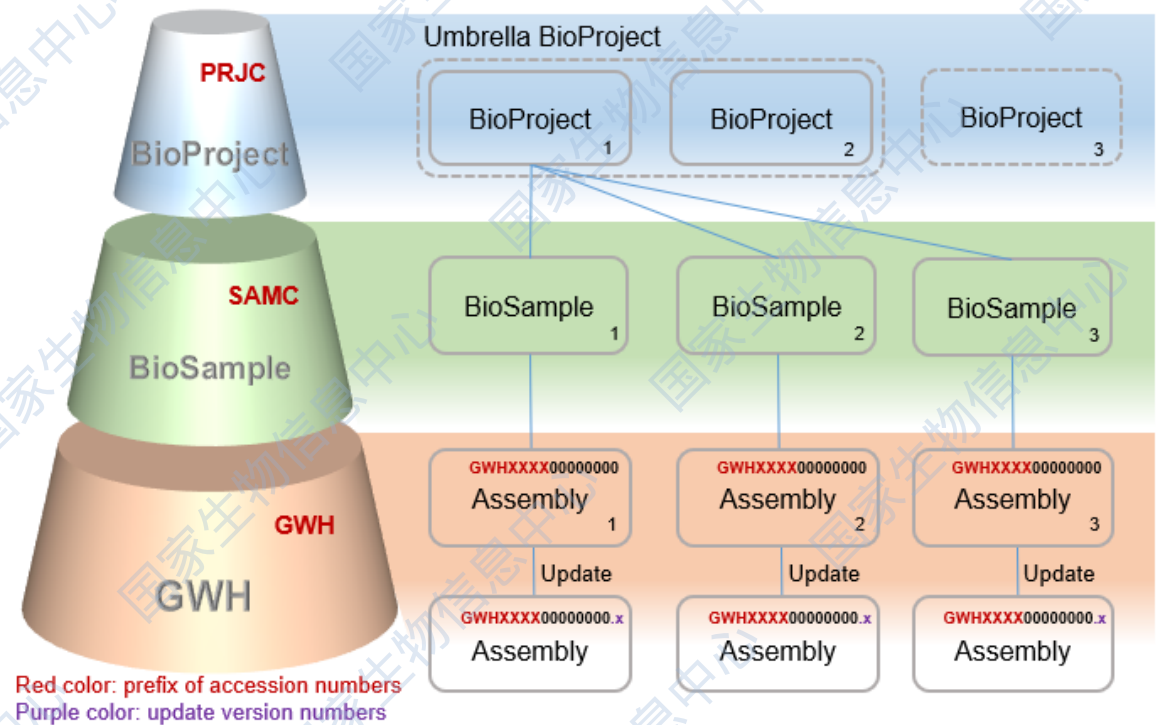 Umbrella BioProject
PRJC
BioProject
BioProject
1
BioProject
2
BioProject
3
SAMC
BioSample
BioSample
1
BioSample
2
BioSample
3
GWH
GWH
GWHXXXX00000000
Assembly
1
GWHXXXX00000000
Assembly
2
GWHXXXX00000000
Assembly
3
Update
Update
Update
GWHXXXX00000000.x
Assembly
GWHXXXX00000000.x
Assembly
GWHXXXX00000000.x
Assembly
Red color: prefix of accession numbers
Purple color: update version numbers
国家生物信息中心